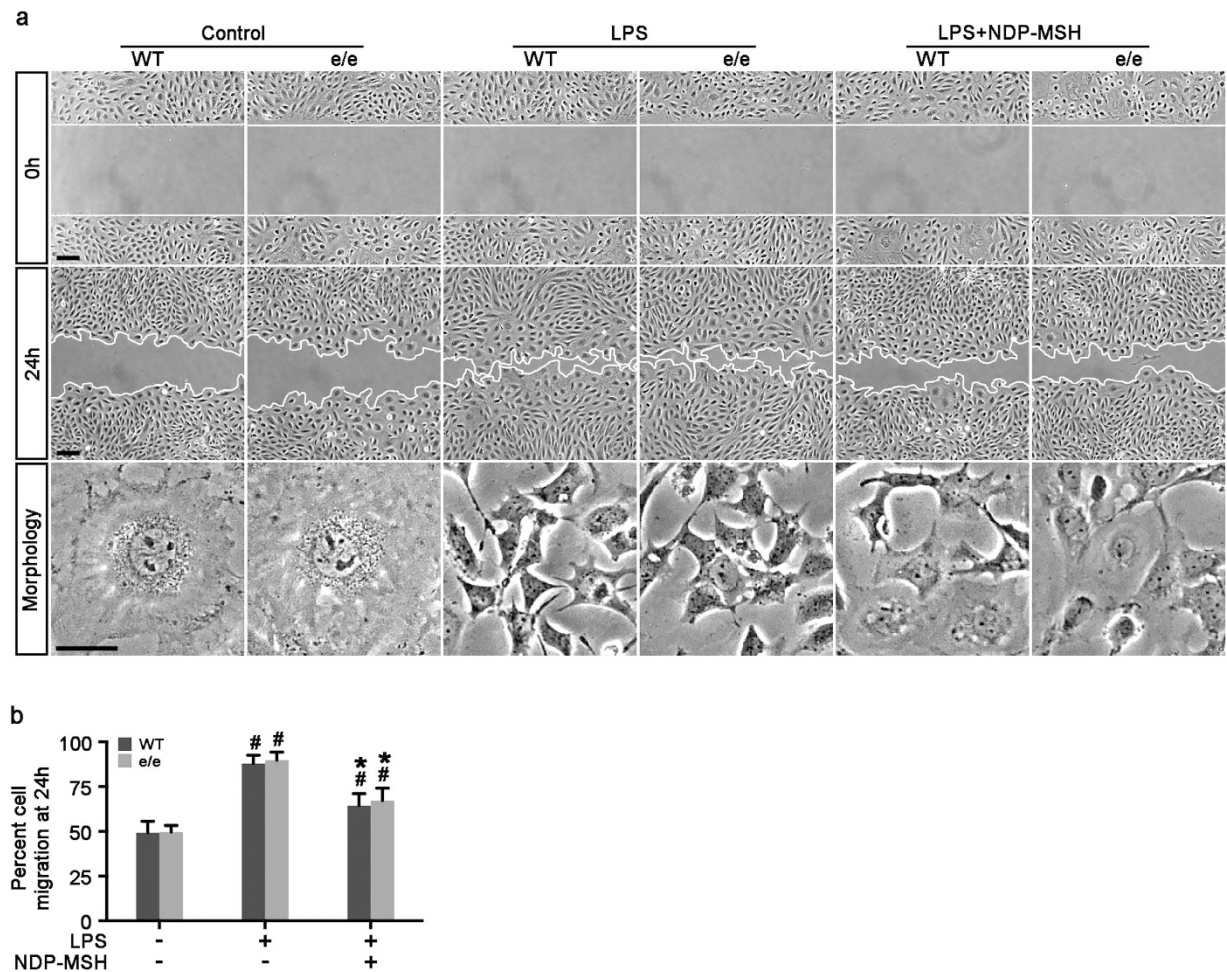 a
Control LPS LPS+NDP-MSH
WT e/e WT e/e WT e/e
0h
24h
Morphology
b
100
75
50
25
0
Percent cell
migration at 24h
WT
e/e
# # * *
# #
LPS - + +
NDP-MSH - - +